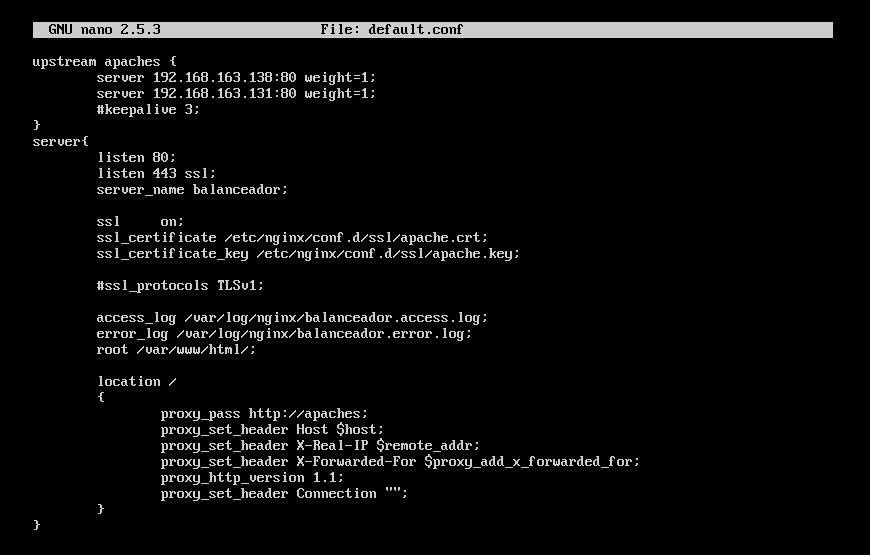 GNU nano 2.5.3 File: default.conf
upstream apaches {
server 192.168.163.138:80 weight=1;
server 192.168.163.131:80 weight=1;
#keepalive 3;
}
server{
listen 80;
listen 443 ssl;
server_name balanceador;
ssl on;
ssl_certificate /etc/nginx/conf.d/ssl/apache.crt;
ssl_certificate_key /etc/nginx/conf.d/ssl/apache.key;
#ssl_protocols TLSv1;
access_log /var/log/nginx/balanceador.access.log;
error_log /var/log/nginx/balanceador.error.log;
root /var/www/html/;
location /
{
proxy_pass http://apaches;
proxy_set_header Host $host;
proxy_set_header X-Real-IP $remote_addr;
proxy_set_header X-Forwarded-For $proxy_add_x_forwarded_for;
proxy_http_version 1.1;
proxy_set_header Connection "";
}
}